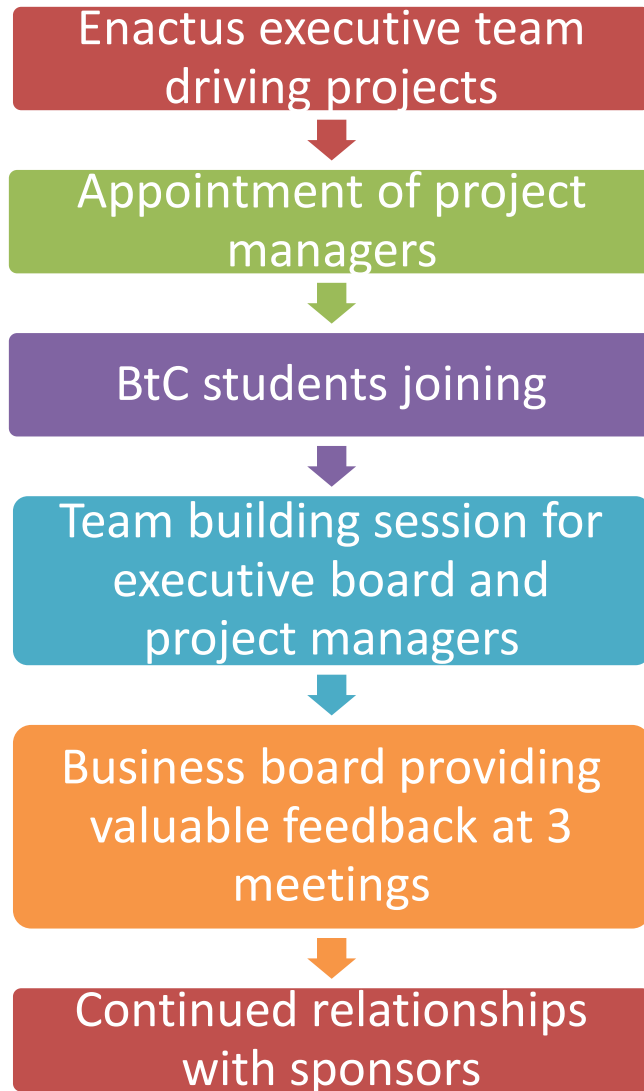 Enactus executive team
driving projects
Appointment of project
managers
BtC students joining
Team building session for
executive board and
project managers
Business board providing
valuable feedback at 3
meetings
Continued relationships
with sponsors